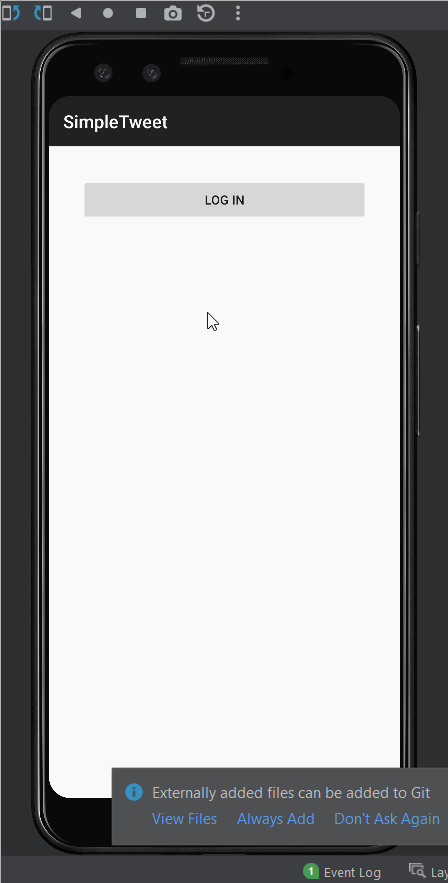 SimpleTweet
LOG IN
Externally added files can be added to Git
View Files Always Add Don't Ask Again
1 Event Log Lay